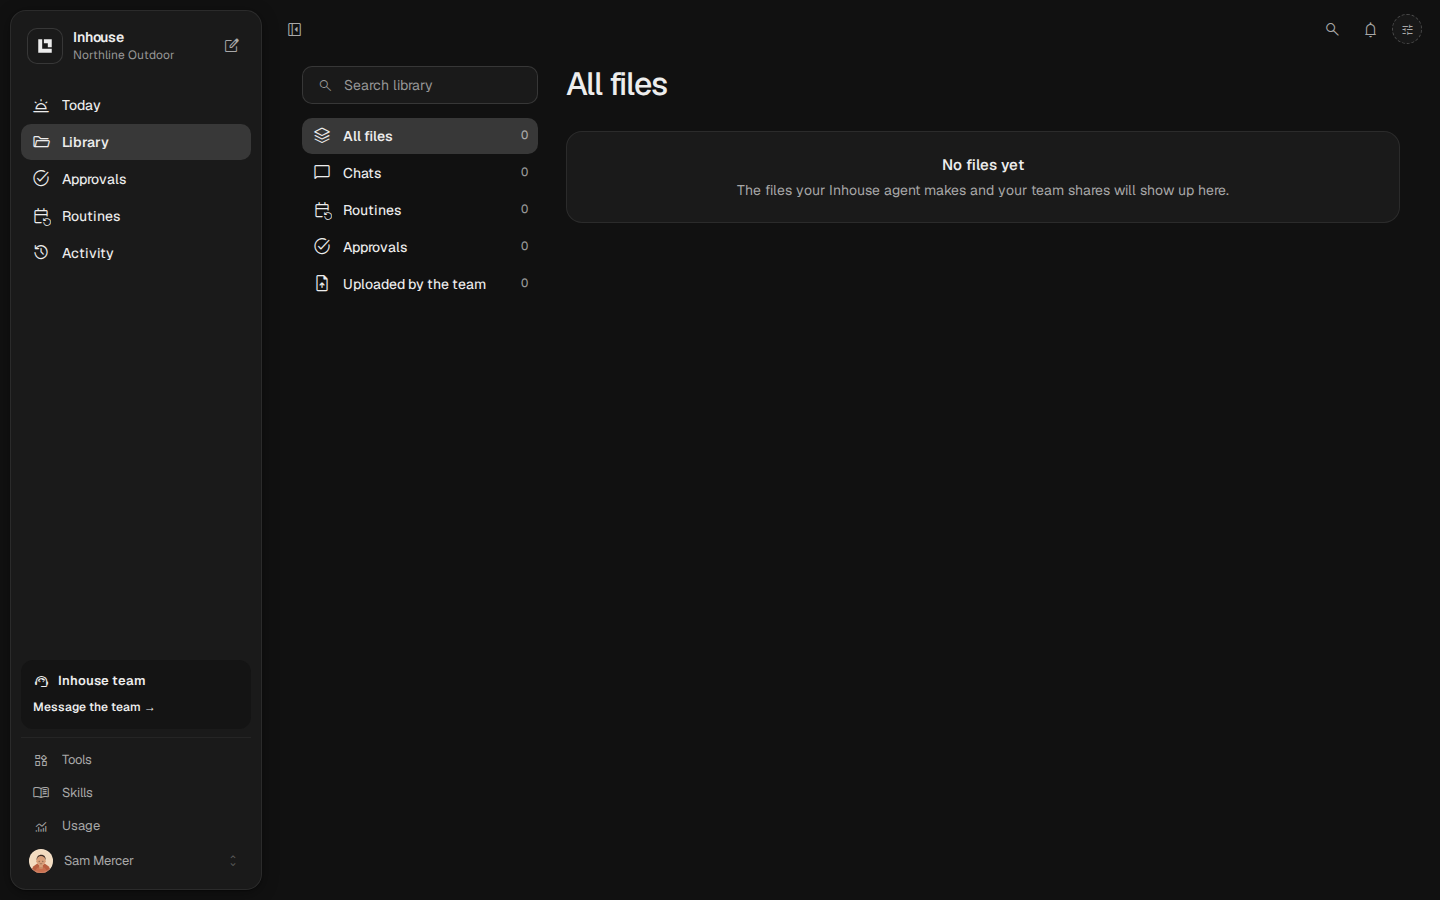 Inhouse
Northline Outdoor
Today
Library
Approvals
Routines
Activity
Inhouse team
Message the team →
Tools
Skills
Usage
Sam Mercer
Search library
All files 0
Chats 0
Routines 0
Approvals 0
Uploaded by the team 0
All files
No files yet
The files your Inhouse agent makes and your team shares will show up here.